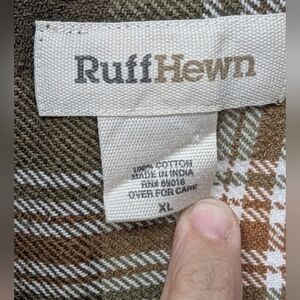 RuffHewn
100% COTTON
MADE IN INDIA
RN# 69016
OVER FOR CARE
XL